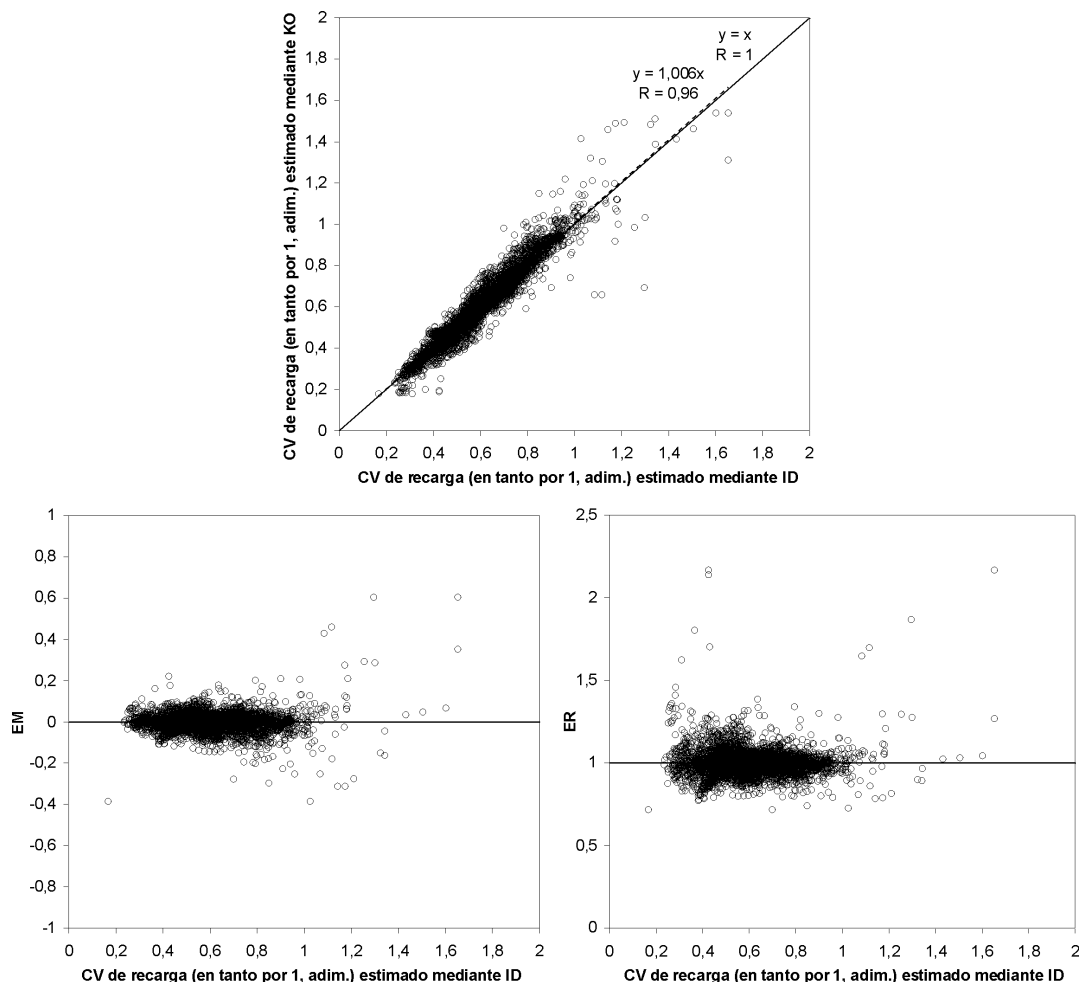 CV de recarga (en tanto por 1, adim.) estimado mediante KO
2
1,8
1,6
1,4
1,2
1
0,8
0,6
0,4
0,2
0
y = x
R = 1
y = 1,006x
R = 0,96
0 0,2 0,4 0,6 0,8 1 1,2 1,4 1,6 1,8 2
CV de recarga (en tanto por 1, adim.) estimado mediante ID
EM
1
0,8
0,6
0,4
0,2
0
-0,2
-0,4
-0,6
-0,8
-1
0 0,2 0,4 0,6 0,8 1 1,2 1,4 1,6 1,8 2
CV de recarga (en tanto por 1, adim.) estimado mediante ID
ER
2,5
2
1,5
1
0,5
0
0 0,2 0,4 0,6 0,8 1 1,2 1,4 1,6 1,8 2
CV de recarga (en tanto por 1, adim.) estimado mediante ID